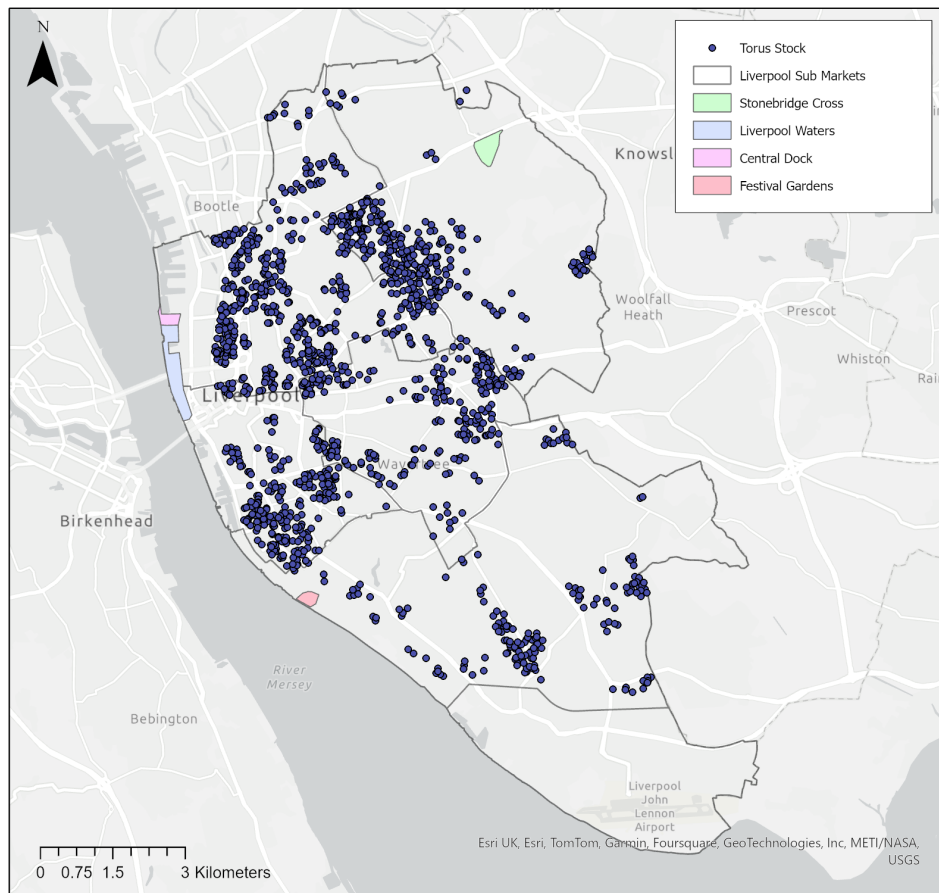 N
Torus Stock
Liverpool Sub Markets
Stonebridge Cross
Liverpool Waters
Central Dock
Festival Gardens
Knowsl
Bootle
Woolfall
Heath
Prescot
Whiston
Rai
Liverpool
Birkenhead
River
Mersey
Bebington
Liverpool
John
Lennon
Airport
Esri UK, Esri, TomTom, Garmin, Foursquare, GeoTechnologies, Inc, METI/NASA,
USGS
0 0.75 1.5 3 Kilometers